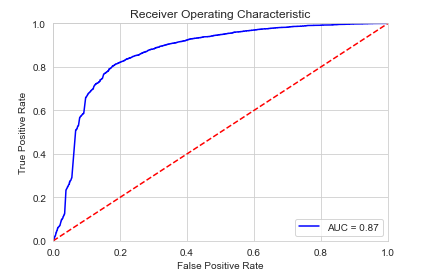 Receiver Operating Characteristic
1.0
0.8
0.6
0.4
0.2
0.0
True Positive Rate
AUC = 0.87
0.0 0.2 0.4 0.6 0.8 1.0
False Positive Rate